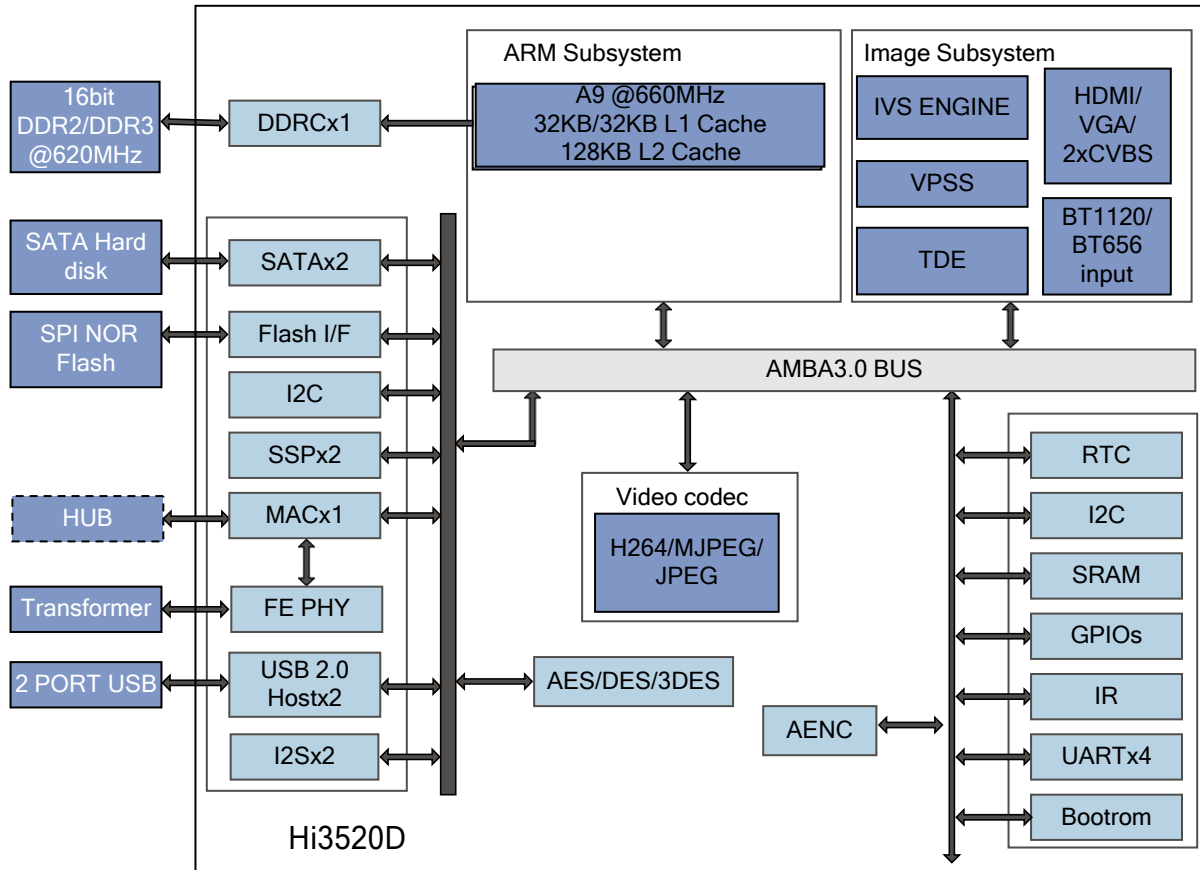 ARM Subsystem
A9 @660MHz
32KB/32KB L1 Cache
128KB L2 Cache
Image Subsystem
IVS ENGINE
VPSS
TDE
HDMI/
VGA/
2xCVBS
BT1120/
BT656
input
16bit
DDR2/DDR3
@620MHz
DDRCx1
SATA Hard
disk
SATAx2
SPI NOR
Flash
Flash I/F
I2C
SSPx2
HUB
MACx1
Transformer
FE PHY
2 PORT USB
USB 2.0
Hostx2
I2Sx2
AMBA3.0 BUS
Video codec
H264/MJPEG/
JPEG
AES/DES/3DES
AENC
RTC
I2C
SRAM
GPIOs
IR
UARTx4
Bootrom
Hi3520D